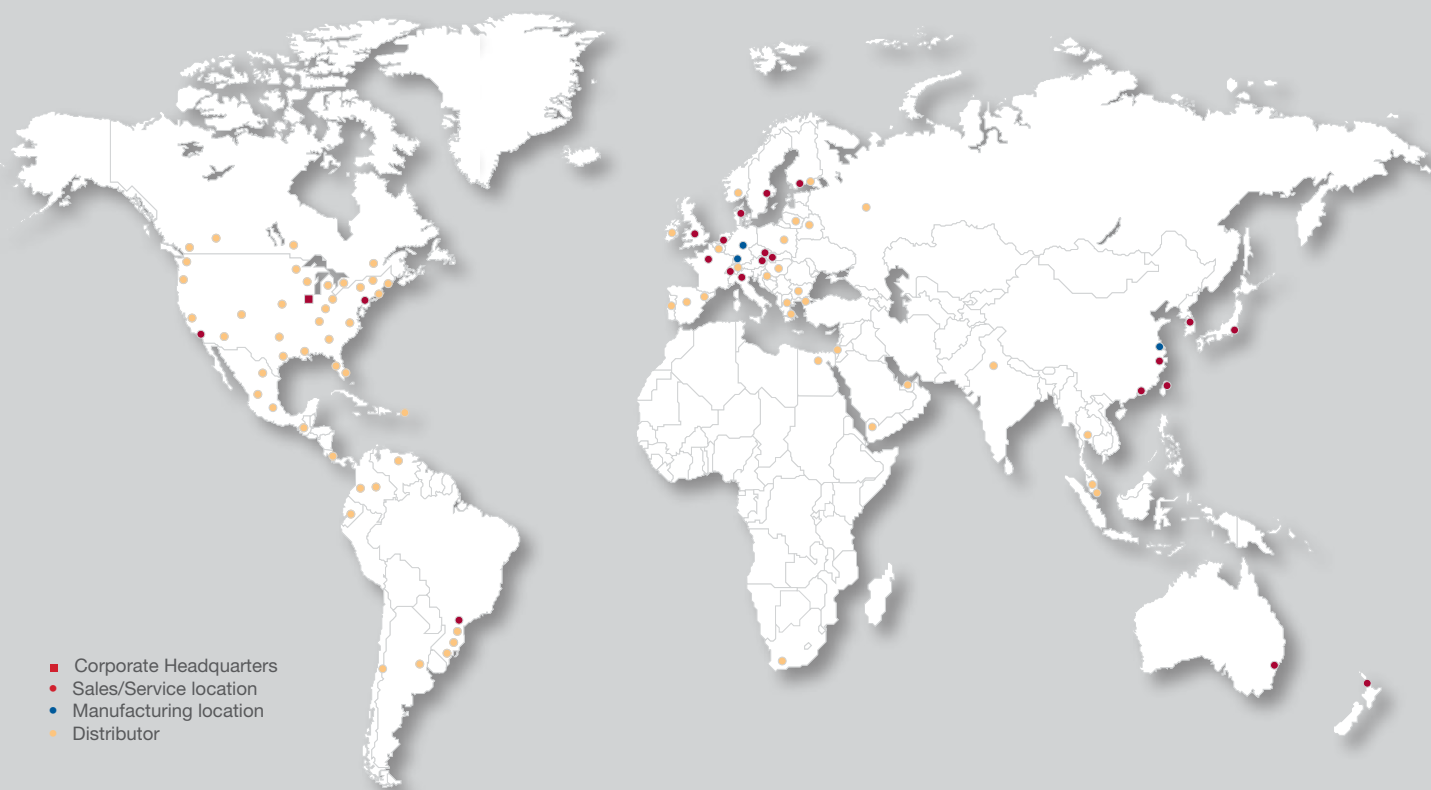 Corporate Headquarters
Sales/Service location
Manufacturing location
Distributor